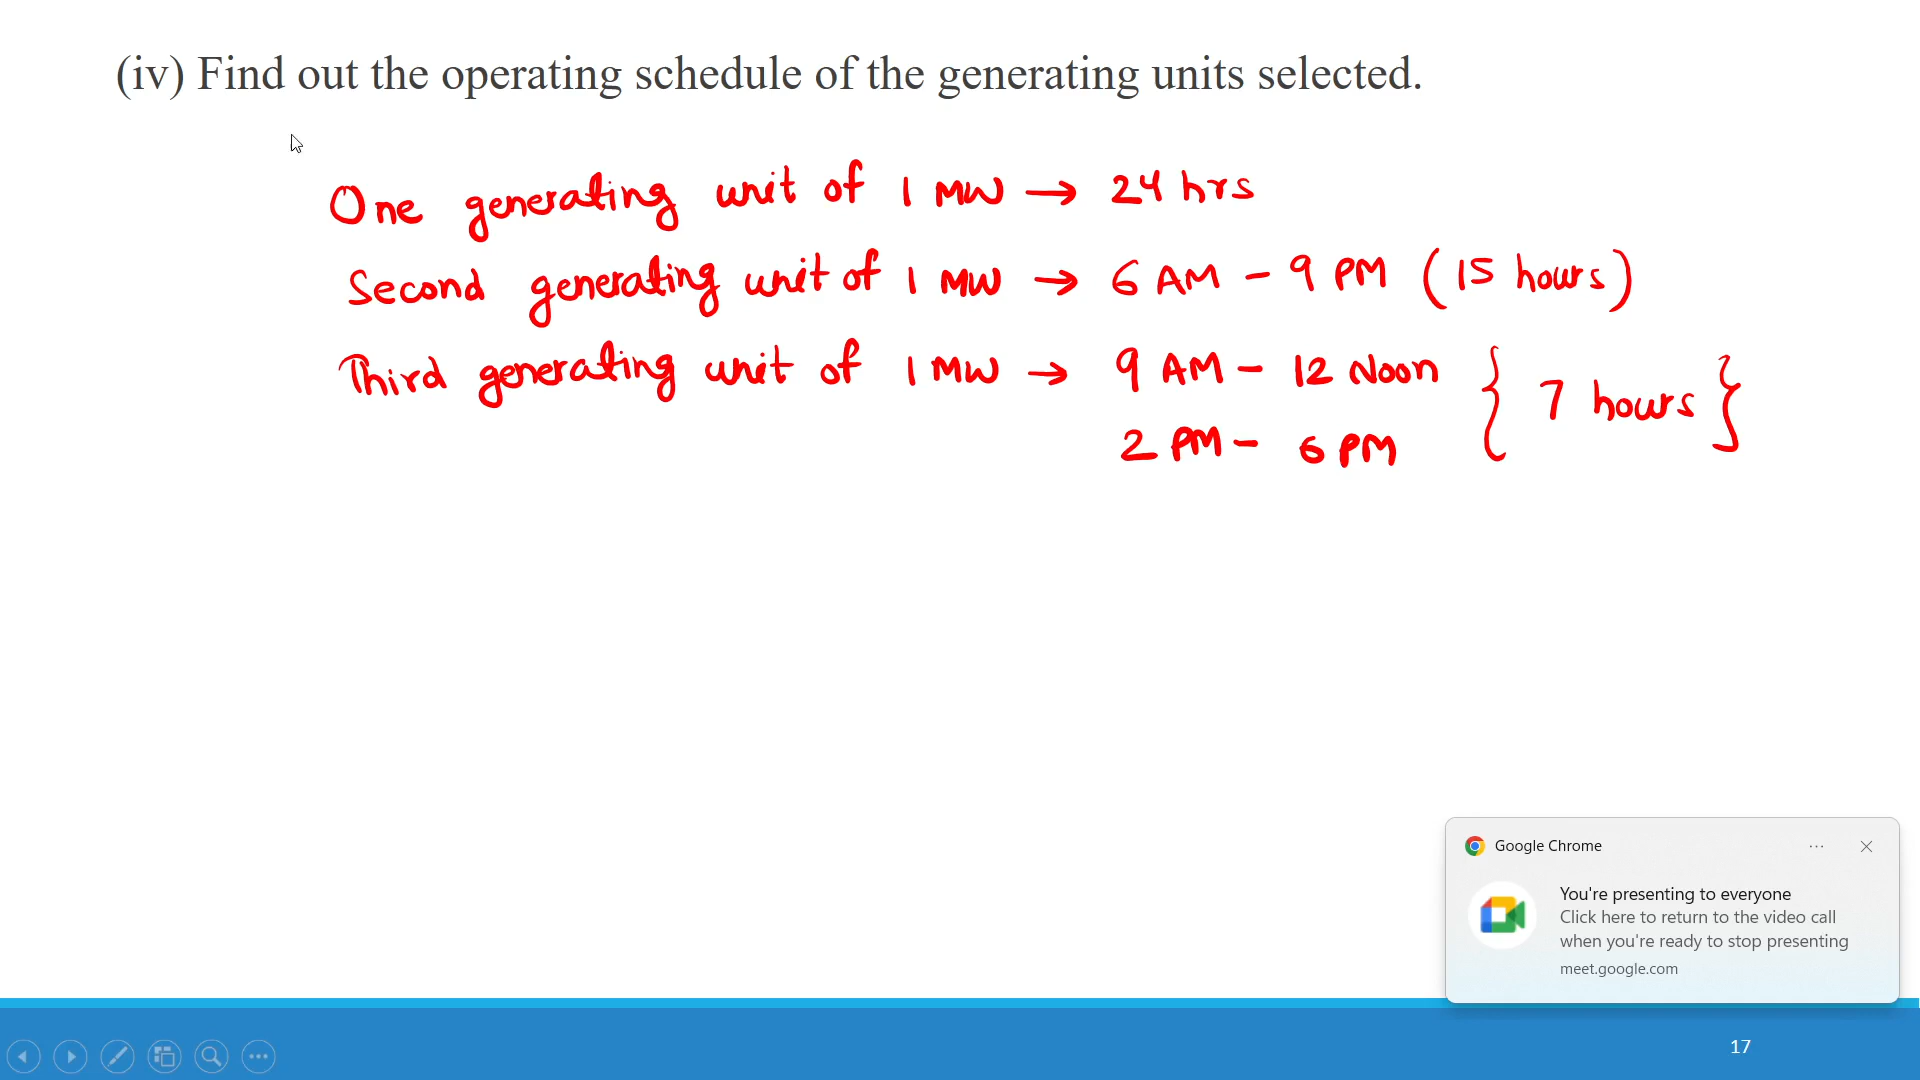 (iv) Find out the operating schedule of the generating units selected.
One generating unit of 1 MW → 24 hrs
Second generating unit of 1 MW → 6 AM - 9 PM (15 hours)
Third generating unit of 1 MW → 9 AM - 12 Noon { 7 hours }
2 PM - 6 PM
Google Chrome
You're presenting to everyone
Click here to return to the video call
when you're ready to stop presenting
meet.google.com
17